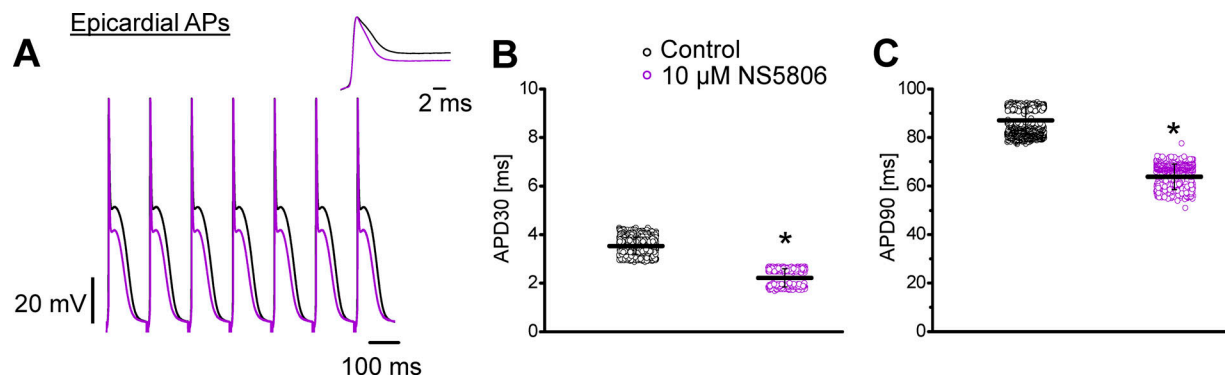 Epicardial APs
A
2 ms
20 mV
100 ms
Control
10 µM NS5806
B
APD30 [ms]
10
8
6
4
2
0
*
C
APD90 [ms]
100
80
60
40
20
0
*